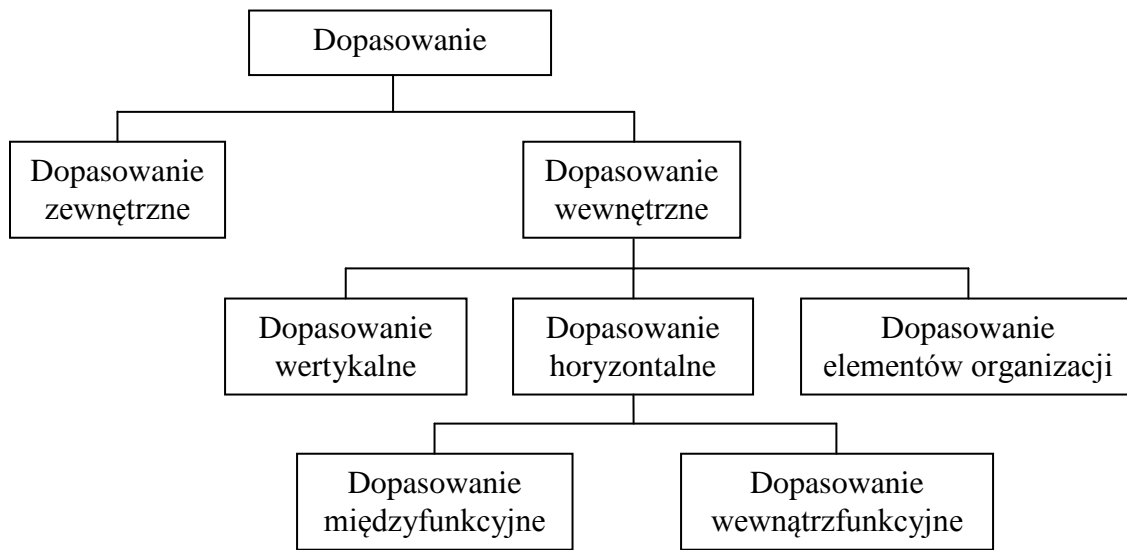 Dopasowanie
Dopasowanie
zewnętrzne
Dopasowanie
wewnętrzne
Dopasowanie
wertykalne
Dopasowanie
horyzontalne
Dopasowanie
elementów organizacji
Dopasowanie
międzyfunkcyjne
Dopasowanie
wewnątrzfunkcyjne